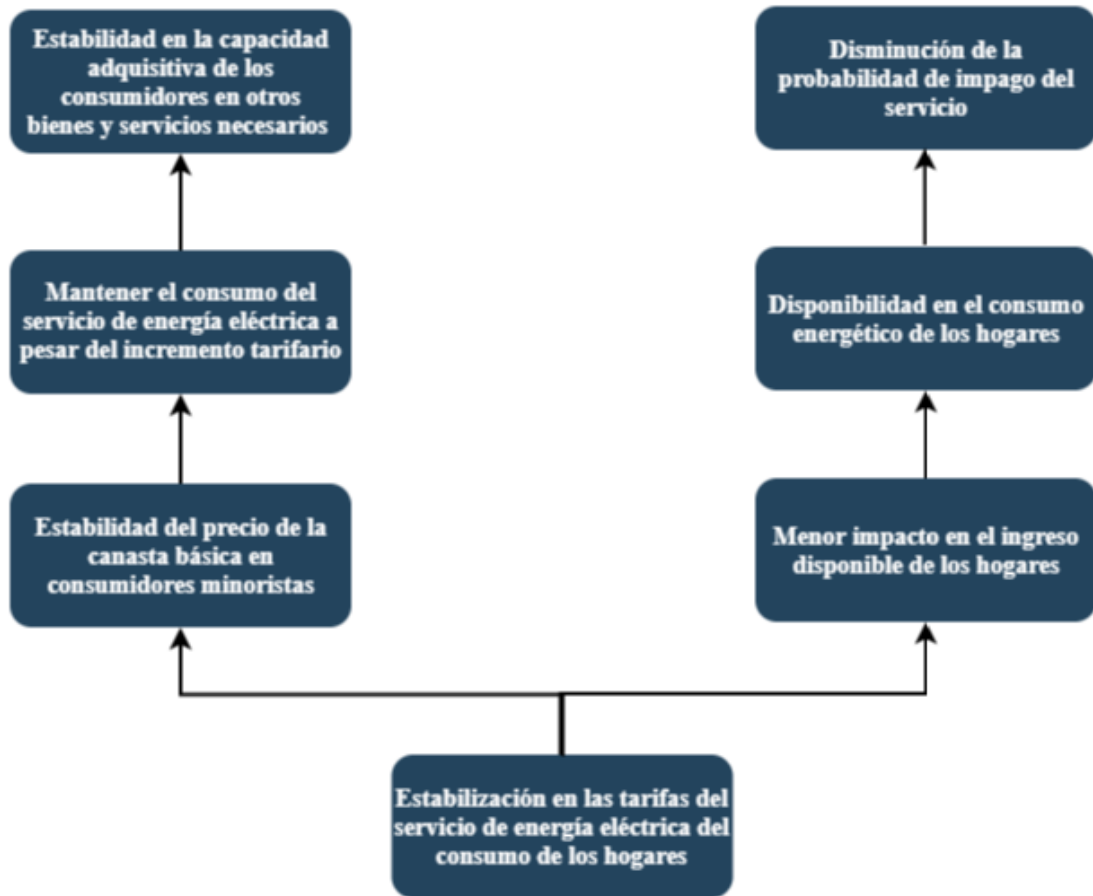 Estabilidad en la capacidad
adquisitiva de los
consumidores en otros
bienes y servicios necesarios
Disminución de la
probabilidad de impago del
servicio
Mantener el consumo del
servicio de energía eléctrica a
pesar del incremento tarifario
Disponibilidad en el consumo
energético de los hogares
Estabilidad del precio de la
canasta básica en
consumidores minoristas
Menor impacto en el ingreso
disponible de los hogares
Estabilización en las tarifas del
servicio de energía eléctrica del
consumo de los hogares